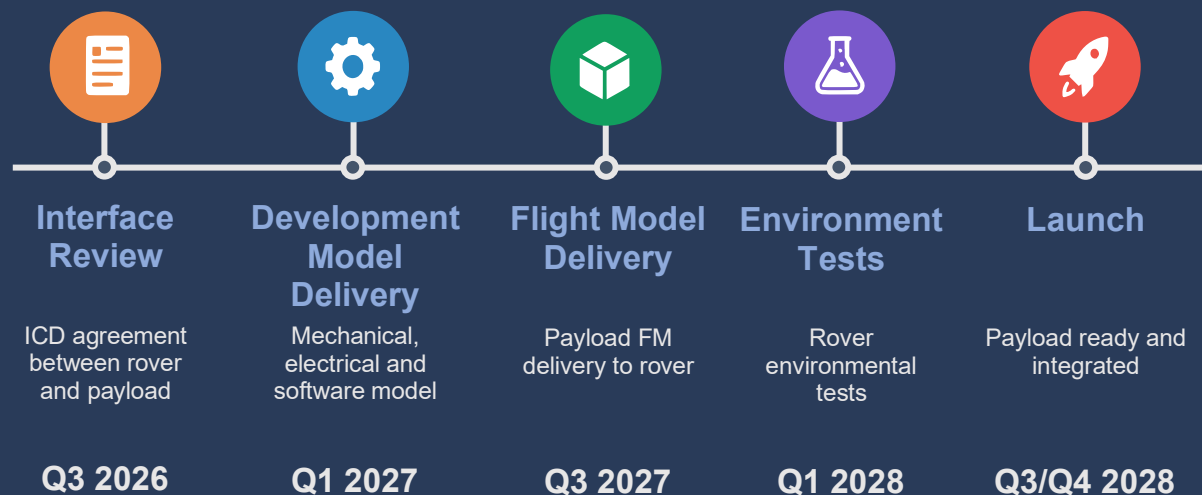 Interface
Review
ICD agreement
between rover
and payload
Q3 2026
Development
Model
Delivery
Mechanical,
electrical and
software model
Q1 2027
Flight Model
Delivery
Payload FM
delivery to rover
Q3 2027
Environment
Tests
Rover
environmental
tests
Q1 2028
Launch
Payload ready and
integrated
Q3/Q4 2028